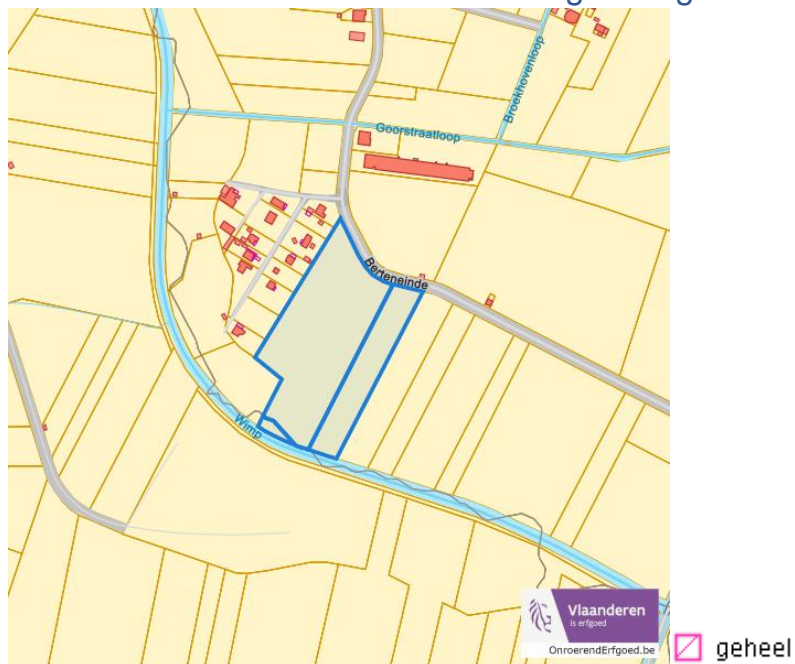 Goorstraatloop
Broekhovenloop
Berteneinde
Wimp
Vlaanderen
is erfgoed
OnroerendErfgoed.be
geheel